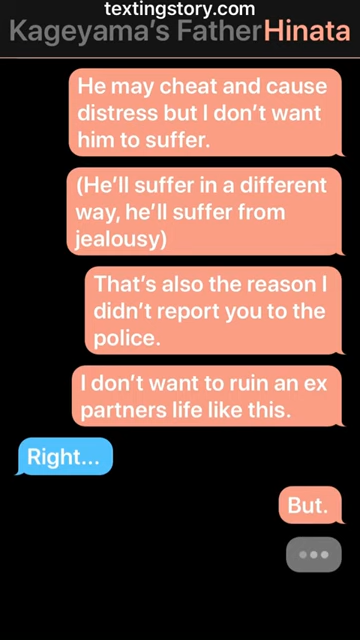 textingstory.com
Kageyama's Father Hinata
He may cheat and cause
distress but I don't want
him to suffer.
(He'll suffer in a different
way, he'll suffer from
jealousy)
That's also the reason I
didn't report you to the
police.
I don't want to ruin an ex
partners life like this.
Right...
But.